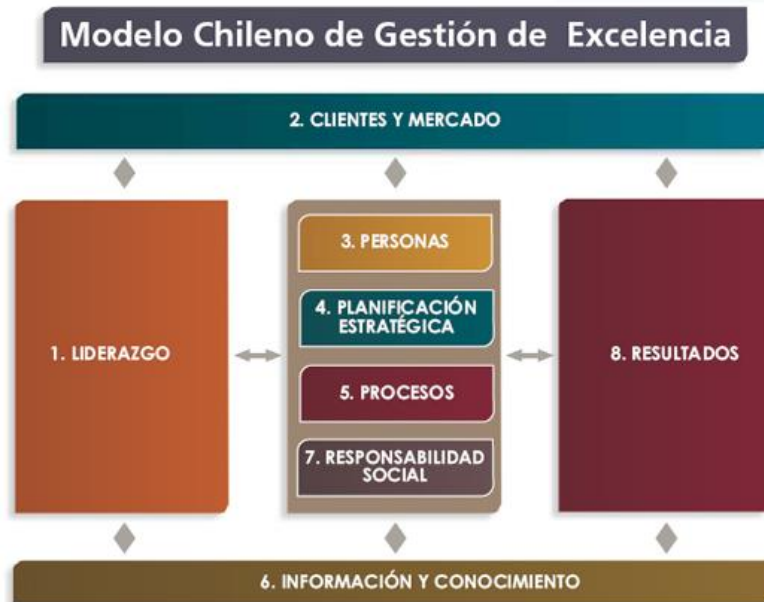 Modelo Chileno de Gestión de Excelencia
2. CLIENTES Y MERCADO
1. LIDERAZGO
3. PERSONAS
4. PLANIFICACIÓN
ESTRATÉGICA
5. PROCESOS
7. RESPONSABILIDAD
SOCIAL
8. RESULTADOS
6. INFORMACIÓN Y CONOCIMIENTO